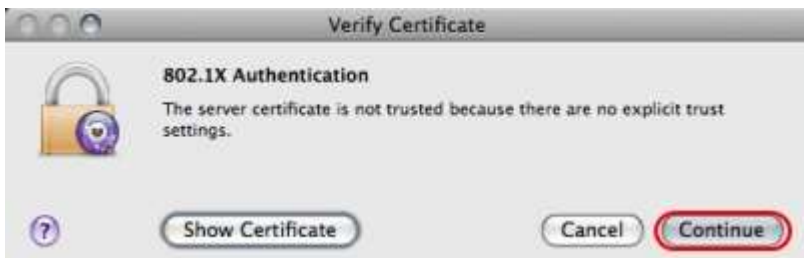 Verify Certificate
802.1X Authentication
The server certificate is not trusted because there are no explicit trust
settings.
?
Show Certificate
Cancel
Continue